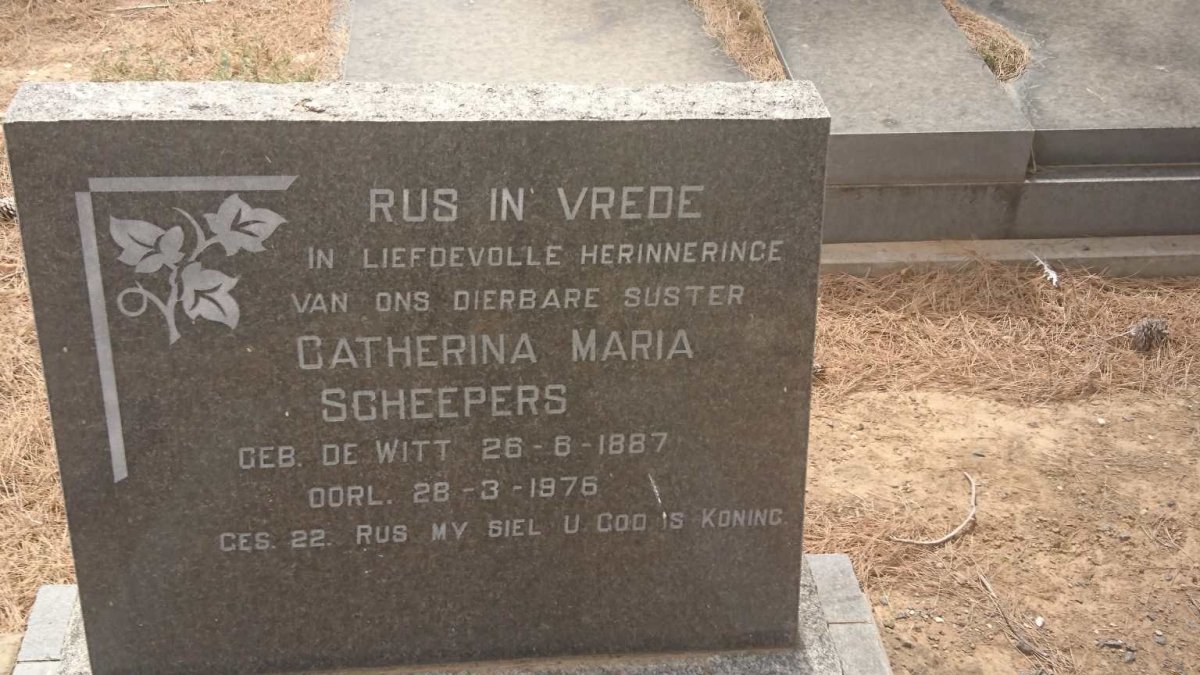 RUS IN VREDE
IN LIEFDEVOLLE HERINNERINGE
VAN ONS DIERBARE SUSTER
CATHERINA MARIA
SCHEEPERS
GEB. DE WITT 26-6-1887
OORL. 28-3-1976
GES. 22. RUS MY SIEL U GOD IS KONING